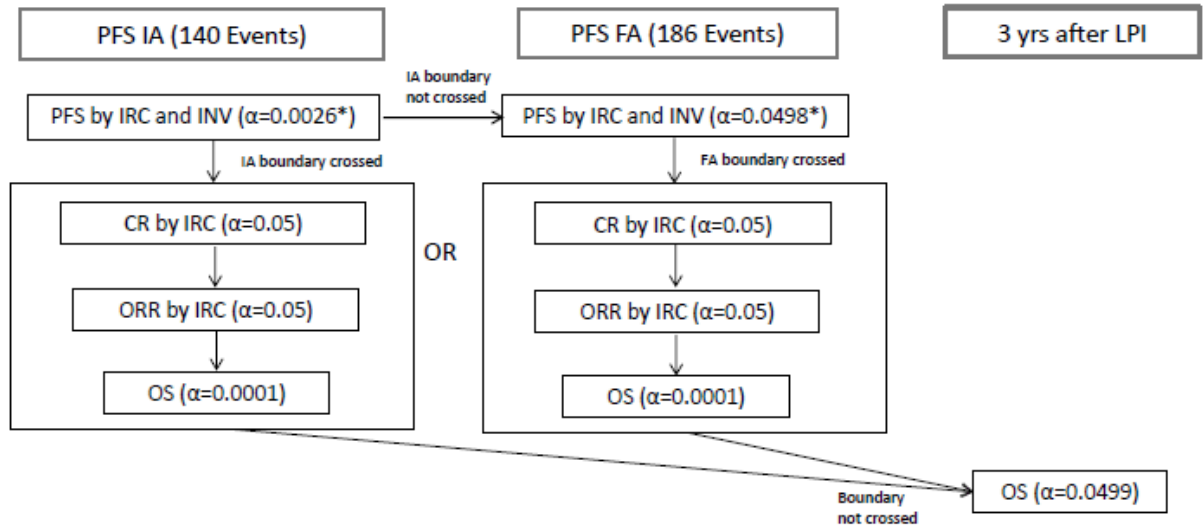 PFS IA (140 Events)
PFS FA (186 Events)
3 yrs after LPI
IA boundary
not crossed
PFS by IRC and INV (α=0.0026*)
PFS by IRC and INV (α=0.0498*)
IA boundary crossed
FA boundary crossed
CR by IRC (α=0.05)
CR by IRC (α=0.05)
OR
ORR by IRC (α=0.05)
ORR by IRC (α=0.05)
OS (α=0.0001)
OS (α=0.0001)
OS (α=0.0499)
Boundary
not crossed